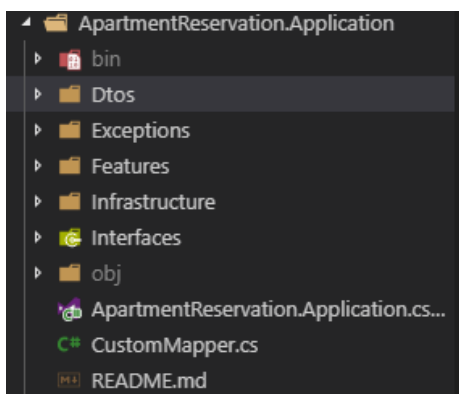 ApartmentReservation.Application
bin
Dtos
Exceptions
Features
Infrastructure
Interfaces
obj
ApartmentReservation.Application.cs...
C# CustomMapper.cs
M↓ README.md